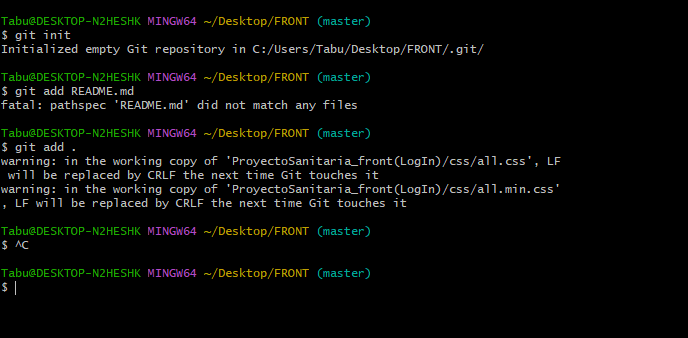 Tabu@DESKTOP-N2HESHK MINGW64 ~/Desktop/FRONT (master)
$ git init
Initialized empty Git repository in C:/Users/Tabu/Desktop/FRONT/.git/
Tabu@DESKTOP-N2HESHK MINGW64 ~/Desktop/FRONT (master)
$ git add README.md
fatal: pathspec 'README.md' did not match any files
Tabu@DESKTOP-N2HESHK MINGW64 ~/Desktop/FRONT (master)
$ git add .
warning: in the working copy of 'ProyectoSanitaria_front(LogIn)/css/all.css', LF
 will be replaced by CRLF the next time Git touches it
warning: in the working copy of 'ProyectoSanitaria_front(LogIn)/css/all.min.css'
, LF will be replaced by CRLF the next time Git touches it
Tabu@DESKTOP-N2HESHK MINGW64 ~/Desktop/FRONT (master)
$ ^C
Tabu@DESKTOP-N2HESHK MINGW64 ~/Desktop/FRONT (master)
$